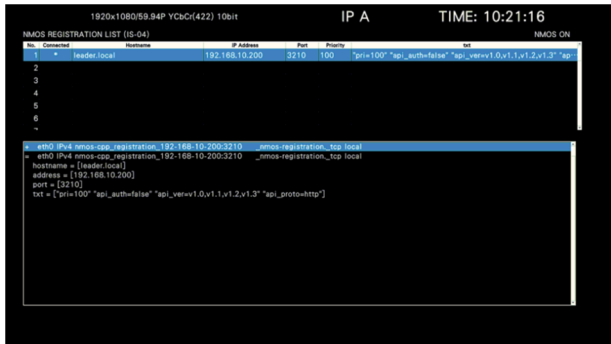 1920x1080/59.94P YCbCr(422) 10bit IP A TIME: 10:21:16
NMOS REGISTRATION LIST (IS-04) NMOS ON
No. Connected Hostname IP Address Port Priority txt
1 * leader.local 192.168.10.200 3210 100 "pri=100" "api_auth=false" "api_ver=v1.0,v1.1,v1.2,v1.3" "ap
2
3
4
5
6
+ eth0 IPv4 nmos-cpp_registration_192-168-10-200:3210 _nmos-registration._tcp local
= eth0 IPv4 nmos-cpp_registration_192-168-10-200:3210 _nmos-registration._tcp local
hostname = [leader.local]
address = [192.168.10.200]
port = [3210]
txt = ["pri=100" "api_auth=false" "api_ver=v1.0,v1.1,v1.2,v1.3" "api_proto=http"]